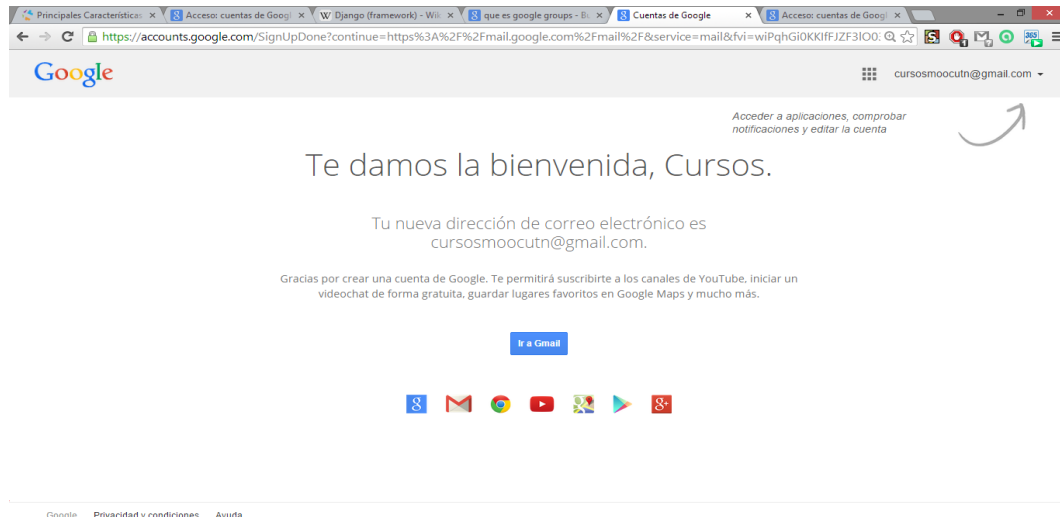 Principales Características
Acceso: cuentas de Googl
Django (framework) - Wik
que es google groups - Bu
Cuentas de Google
Acceso: cuentas de Googl
https://accounts.google.com/SignUpDone?continue=https%3A%2F%2Fmail.google.com%2Fmail%2F&service=mail&fvi=wiPqhGi0KKIfFJZF3IO0:
Google
cursosmoocutn@gmail.com
Acceder a aplicaciones, comprobar
notificaciones y editar la cuenta
Te damos la bienvenida, Cursos.
Tu nueva dirección de correo electrónico es
cursosmoocutn@gmail.com.
Gracias por crear una cuenta de Google. Te permitirá suscribirte a los canales de YouTube, iniciar un
videochat de forma gratuita, guardar lugares favoritos en Google Maps y mucho más.
Ir a Gmail
Google Privacidad y condiciones Ayuda